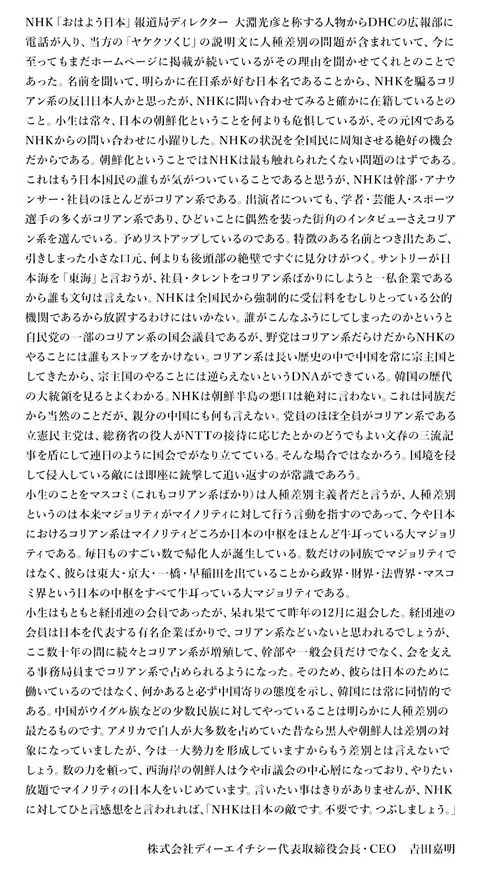 NHK「おはよう日本」報道局ディレクター 大淵光彦と称する人物からDHCの広報部に
電話が入り、当方の「ヤケクソくじ」の説明文に人種差別の問題が含まれていて、今に
至ってもまだホームページに掲載が続いているがその理由を聞かせてくれとのことで
あった。名前を聞いて、明らかに在日系が好む日本名であることから、NHKを騙るコリ
アン系の反日日本人かと思ったが、NHKに問い合わせてみると確かに在籍しているとの
こと。小生は常々、日本の朝鮮化ということを何よりも危惧しているが、その元凶である
NHKからの問い合わせに小躍りした。NHKの状況を全国民に周知させる絶好の機会
だからである。朝鮮化ということではNHKは最も触れられたくない問題のはずである。
これはもう日本国民の誰もが気がついていることであると思うが、NHKは幹部・アナウ
ンサー・社員のほとんどがコリアン系である。出演者についても、学者・芸能人・スポーツ
選手の多くがコリアン系であり、ひどいことに偶然を装った街角のインタビューさえコリア
ン系を選んでいる。予めリストアップしているのである。特徴のある名前とつき出たあご、
引きしまった小さな口元、何よりも後頭部の絶壁ですぐに見分けがつく。サントリーが日
本海を「東海」と言おうが、社員・タレントをコリアン系ばかりにしようと一私企業である
から誰も文句は言えない。NHKは全国民から強制的に受信料をむしりとっている公的
機関であるから放置するわけにはいかない。誰がこんなふうにしてしまったのかというと
自民党の一部のコリアン系の国会議員であるが、野党はコリアン系だらけだからNHKの
やることには誰もストップをかけない。コリアン系は長い歴史の中で中国を常に宗主国と
してきたから、宗主国のやることには逆らえないというDNAができている。韓国の歴代
の大統領を見るとよくわかる。NHKは朝鮮半島の悪口は絶対に言わない。これは同族だ
から当然のことだが、親分の中国にも何も言えない。党員のほぼ全員がコリアン系である
立憲民主党は、総務省の役人がNTTの接待に応じたとかのどうでもよい文春の三流記
事を盾にして連日のように国会でがなり立てている。そんな場合ではなかろう。国境を侵
して侵入している敵には即座に銃撃して追い返すのが常識であろう。
小生のことをマスコミ（これもコリアン系ばかり）は人種差別主義者だと言うが、人種差別
というのは本来マジョリティがマイノリティに対して行う言動を指すのであって、今や日本
におけるコリアン系はマイノリティどころか日本の中枢をほとんど牛耳っている大マジョリ
ティである。毎日ものすごい数で帰化人が誕生している。数だけの同族でマジョリティで
はなく、彼らは東大・京大・一橋・早稲田を出ていることから政界・財界・法曹界・マスコ
ミ界という日本の中枢をすべて牛耳っている大マジョリティである。
小生はもともと経団連の会員であったが、呆れ果てて昨年の12月に退会した。経団連の
会員は日本を代表する有名企業ばかりで、コリアン系などいないと思われるでしょうが、
ここ数十年の間に続々とコリアン系が増殖して、幹部や一般会員だけでなく、会を支え
る事務局員までコリアン系で占められるようになった。そのため、彼らは日本のために
働いているのではなく、何かあると必ず中国寄りの態度を示し、韓国には常に同情的で
ある。中国がウイグル族などの少数民族に対してやっていることは明らかに人種差別の
最たるものです。アメリカで白人が大多数を占めていた昔なら黒人や朝鮮人は差別の対
象になっていましたが、今は一大勢力を形成していますからもう差別とは言えないで
しょう。数の力を頼って、西海岸の朝鮮人は今や市議会の中心層になっており、やりたい
放題でマイノリティの日本人をいじめています。言いたい事はきりがありませんが、NHK
に対してひと言感想をと言われれば、「NHKは日本の敵です。不要です。つぶしましょう。」
株式会社ディーエイチシー代表取締役会長・CEO 吉田嘉明